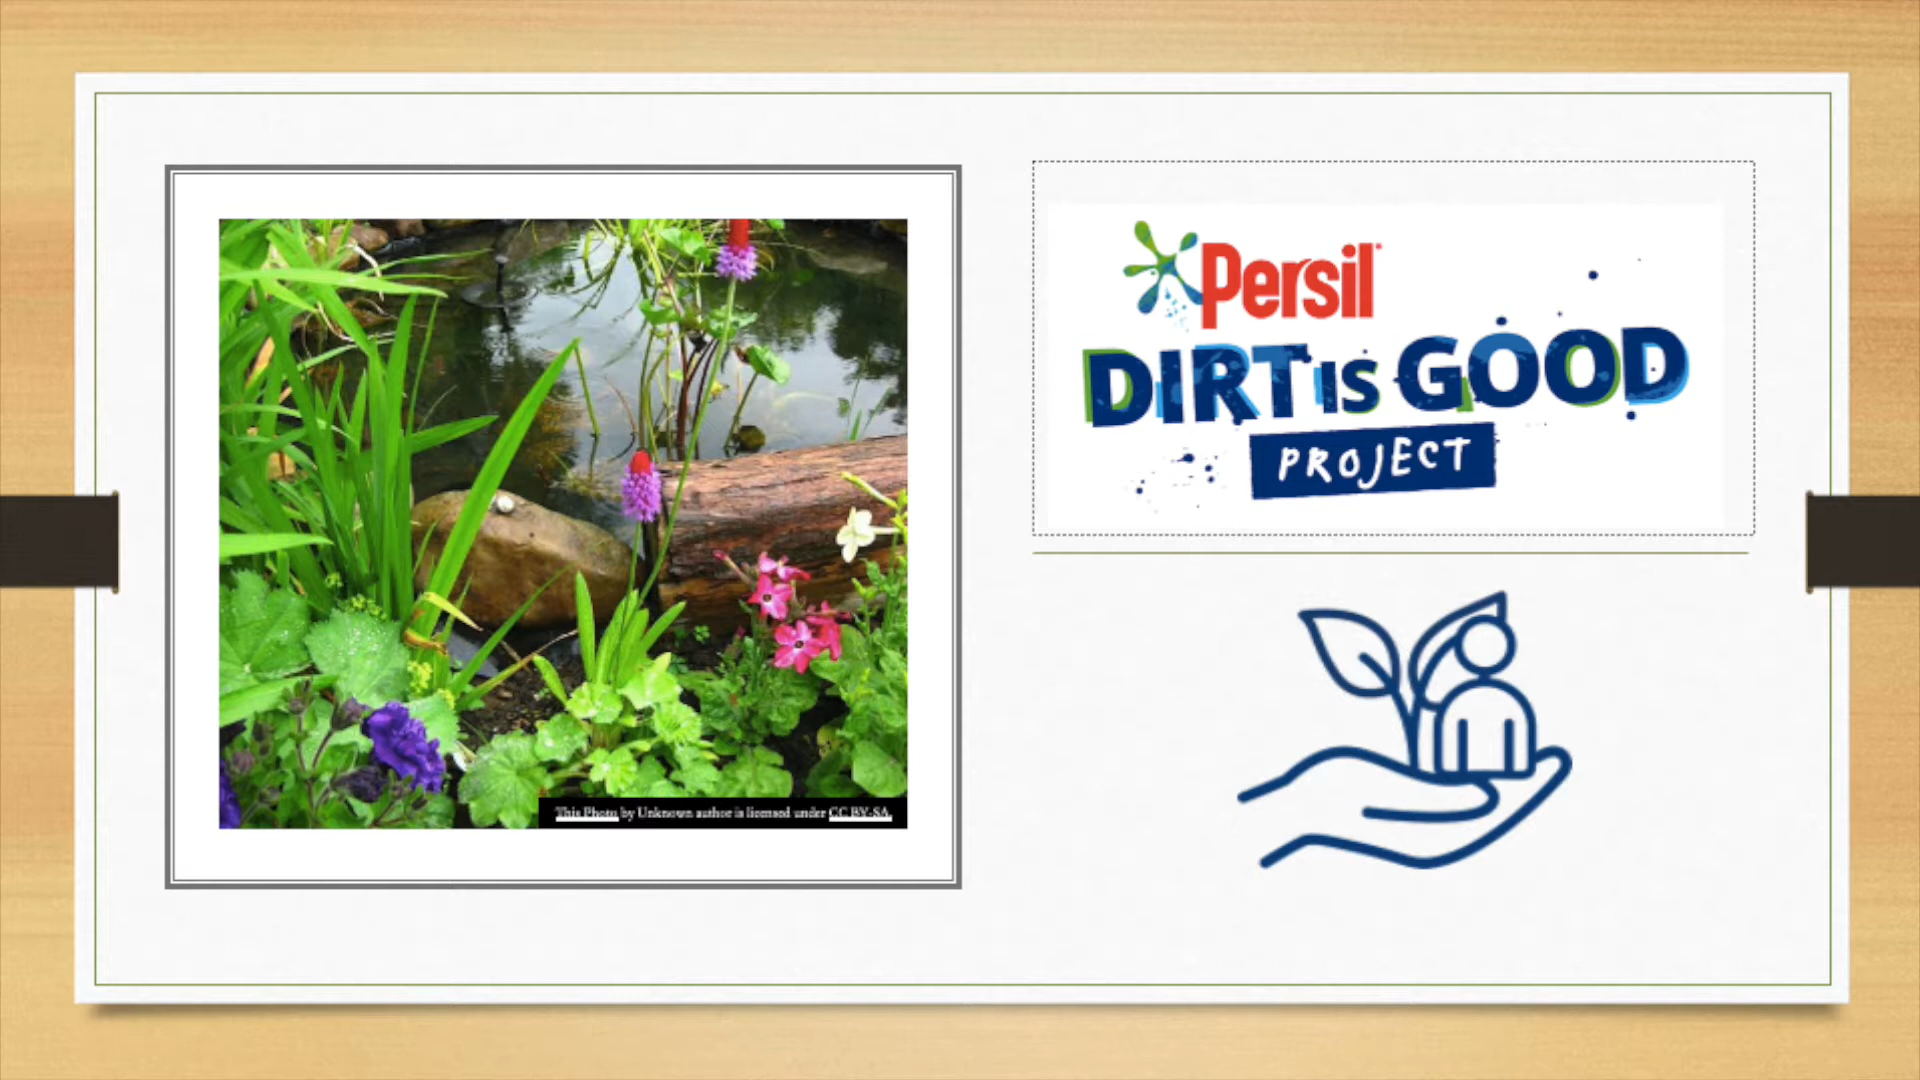 Persil
DIRT IS GOOD
PROJECT
This Photo by Unknown author is licensed under CC BY-SA.